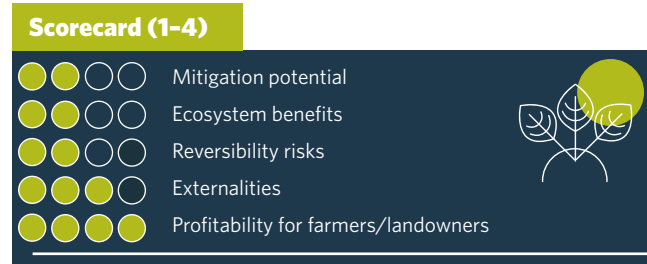 Scorecard (1–4)
Mitigation potential
Ecosystem benefits
Reversibility risks
Externalities
Profitability for farmers/landowners